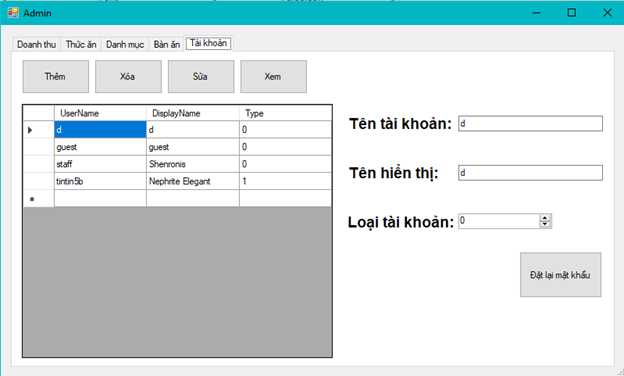 Admin
Doanh thu Thức ăn Danh mục Bàn ăn Tài khoản
Thêm Xóa Sửa Xem
UserName DisplayName Type
d d 0
guest guest 0
staff Shenronis 0
tintin5b Nephrite Elegant 1
Tên tài khoản: d
Tên hiển thị: d
Loại tài khoản: 0
Đặt lại mật khẩu